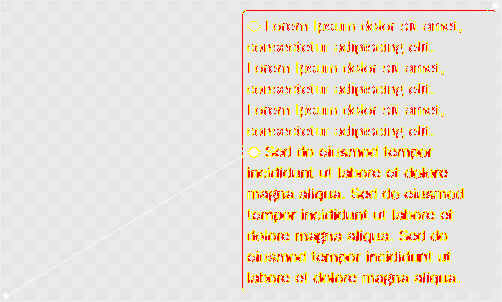 Lorem ipsum dolor sit amet,
consectetur adipiscing elit
Lorem ipsum dolor sit amet,
consectetur adipiscing elit
Lorem ipsum dolor sit amet,
consectetur adipiscing elit
Sed do eiusmod tempor
incididunt ut labore et dolore
magna aliqua. Sed do eiusmod
tempor incididunt ut labore et
dolore magna aliqua. Sed do
eiusmod tempor incididunt ut
labore et dolore magna aliqua